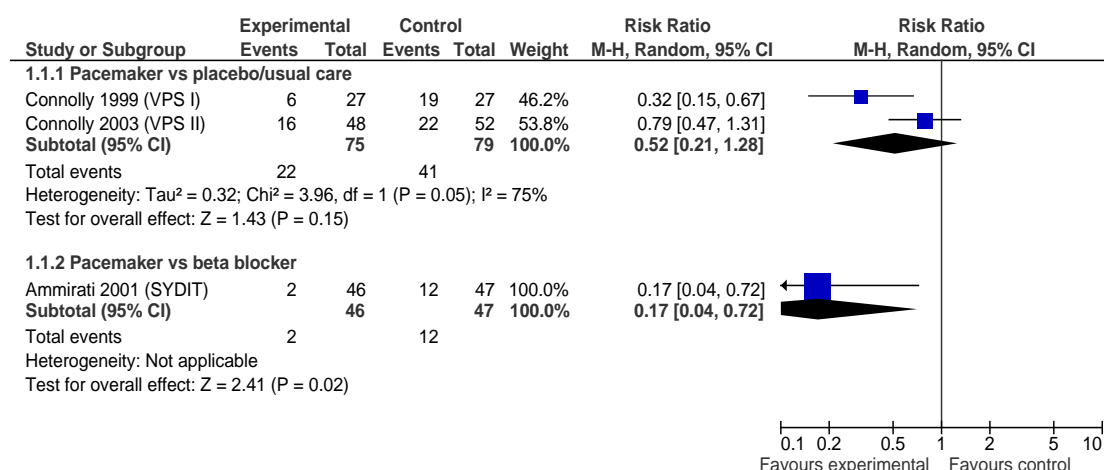 Experimental Control Risk Ratio Risk Ratio
Study or Subgroup Events Total Events Total Weight M-H, Random, 95% CI M-H, Random, 95% CI
1.1.1 Pacemaker vs placebo/usual care
Connolly 1999 (VPS I) 6 27 19 27 46.2% 0.32 [0.15, 0.67]
Connolly 2003 (VPS II) 16 48 22 52 53.8% 0.79 [0.47, 1.31]
Subtotal (95% CI) 75 79 100.0% 0.52 [0.21, 1.28]
Total events 22 41
Heterogeneity: Tau² = 0.32; Chi² = 3.96, df = 1 (P = 0.05); I² = 75%
Test for overall effect: Z = 1.43 (P = 0.15)
1.1.2 Pacemaker vs beta blocker
Ammirati 2001 (SYDIT) 2 46 12 47 100.0% 0.17 [0.04, 0.72]
Subtotal (95% CI) 46 47 100.0% 0.17 [0.04, 0.72]
Total events 2 12
Heterogeneity: Not applicable
Test for overall effect: Z = 2.41 (P = 0.02)
0.1 0.2 0.5 1 2 5 10
Favours experimental Favours control